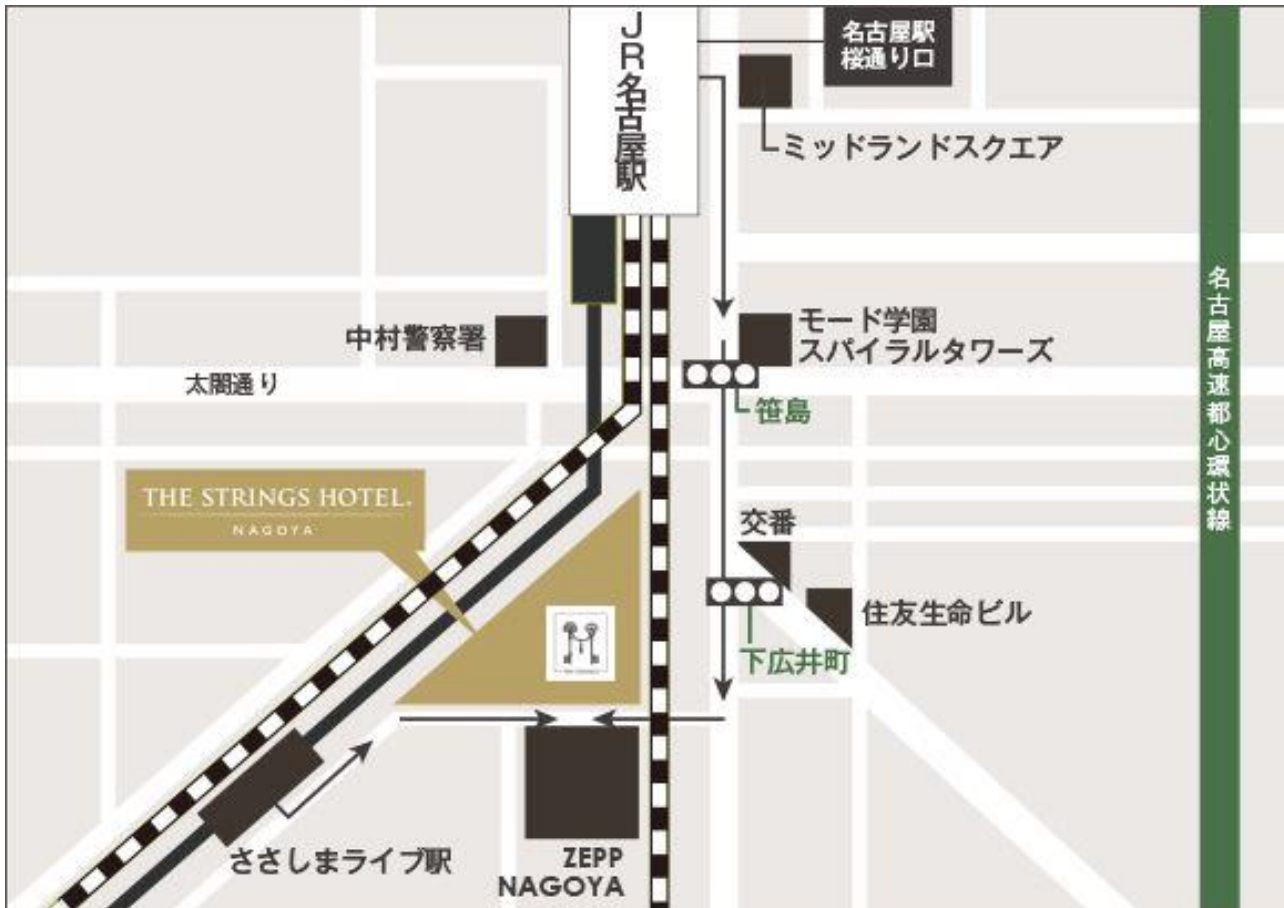 JR名古屋駅
名古屋駅
桜通り口
ミッドランドスクエア
中村警察署
モード学園
スパイラルタワーズ
太閤通り
笹島
名古屋高速都心環状線
THE STRINGS HOTEL.
NAGOYA
交番
住友生命ビル
下広井町
ささしまライブ駅
ZEPP
NAGOYA